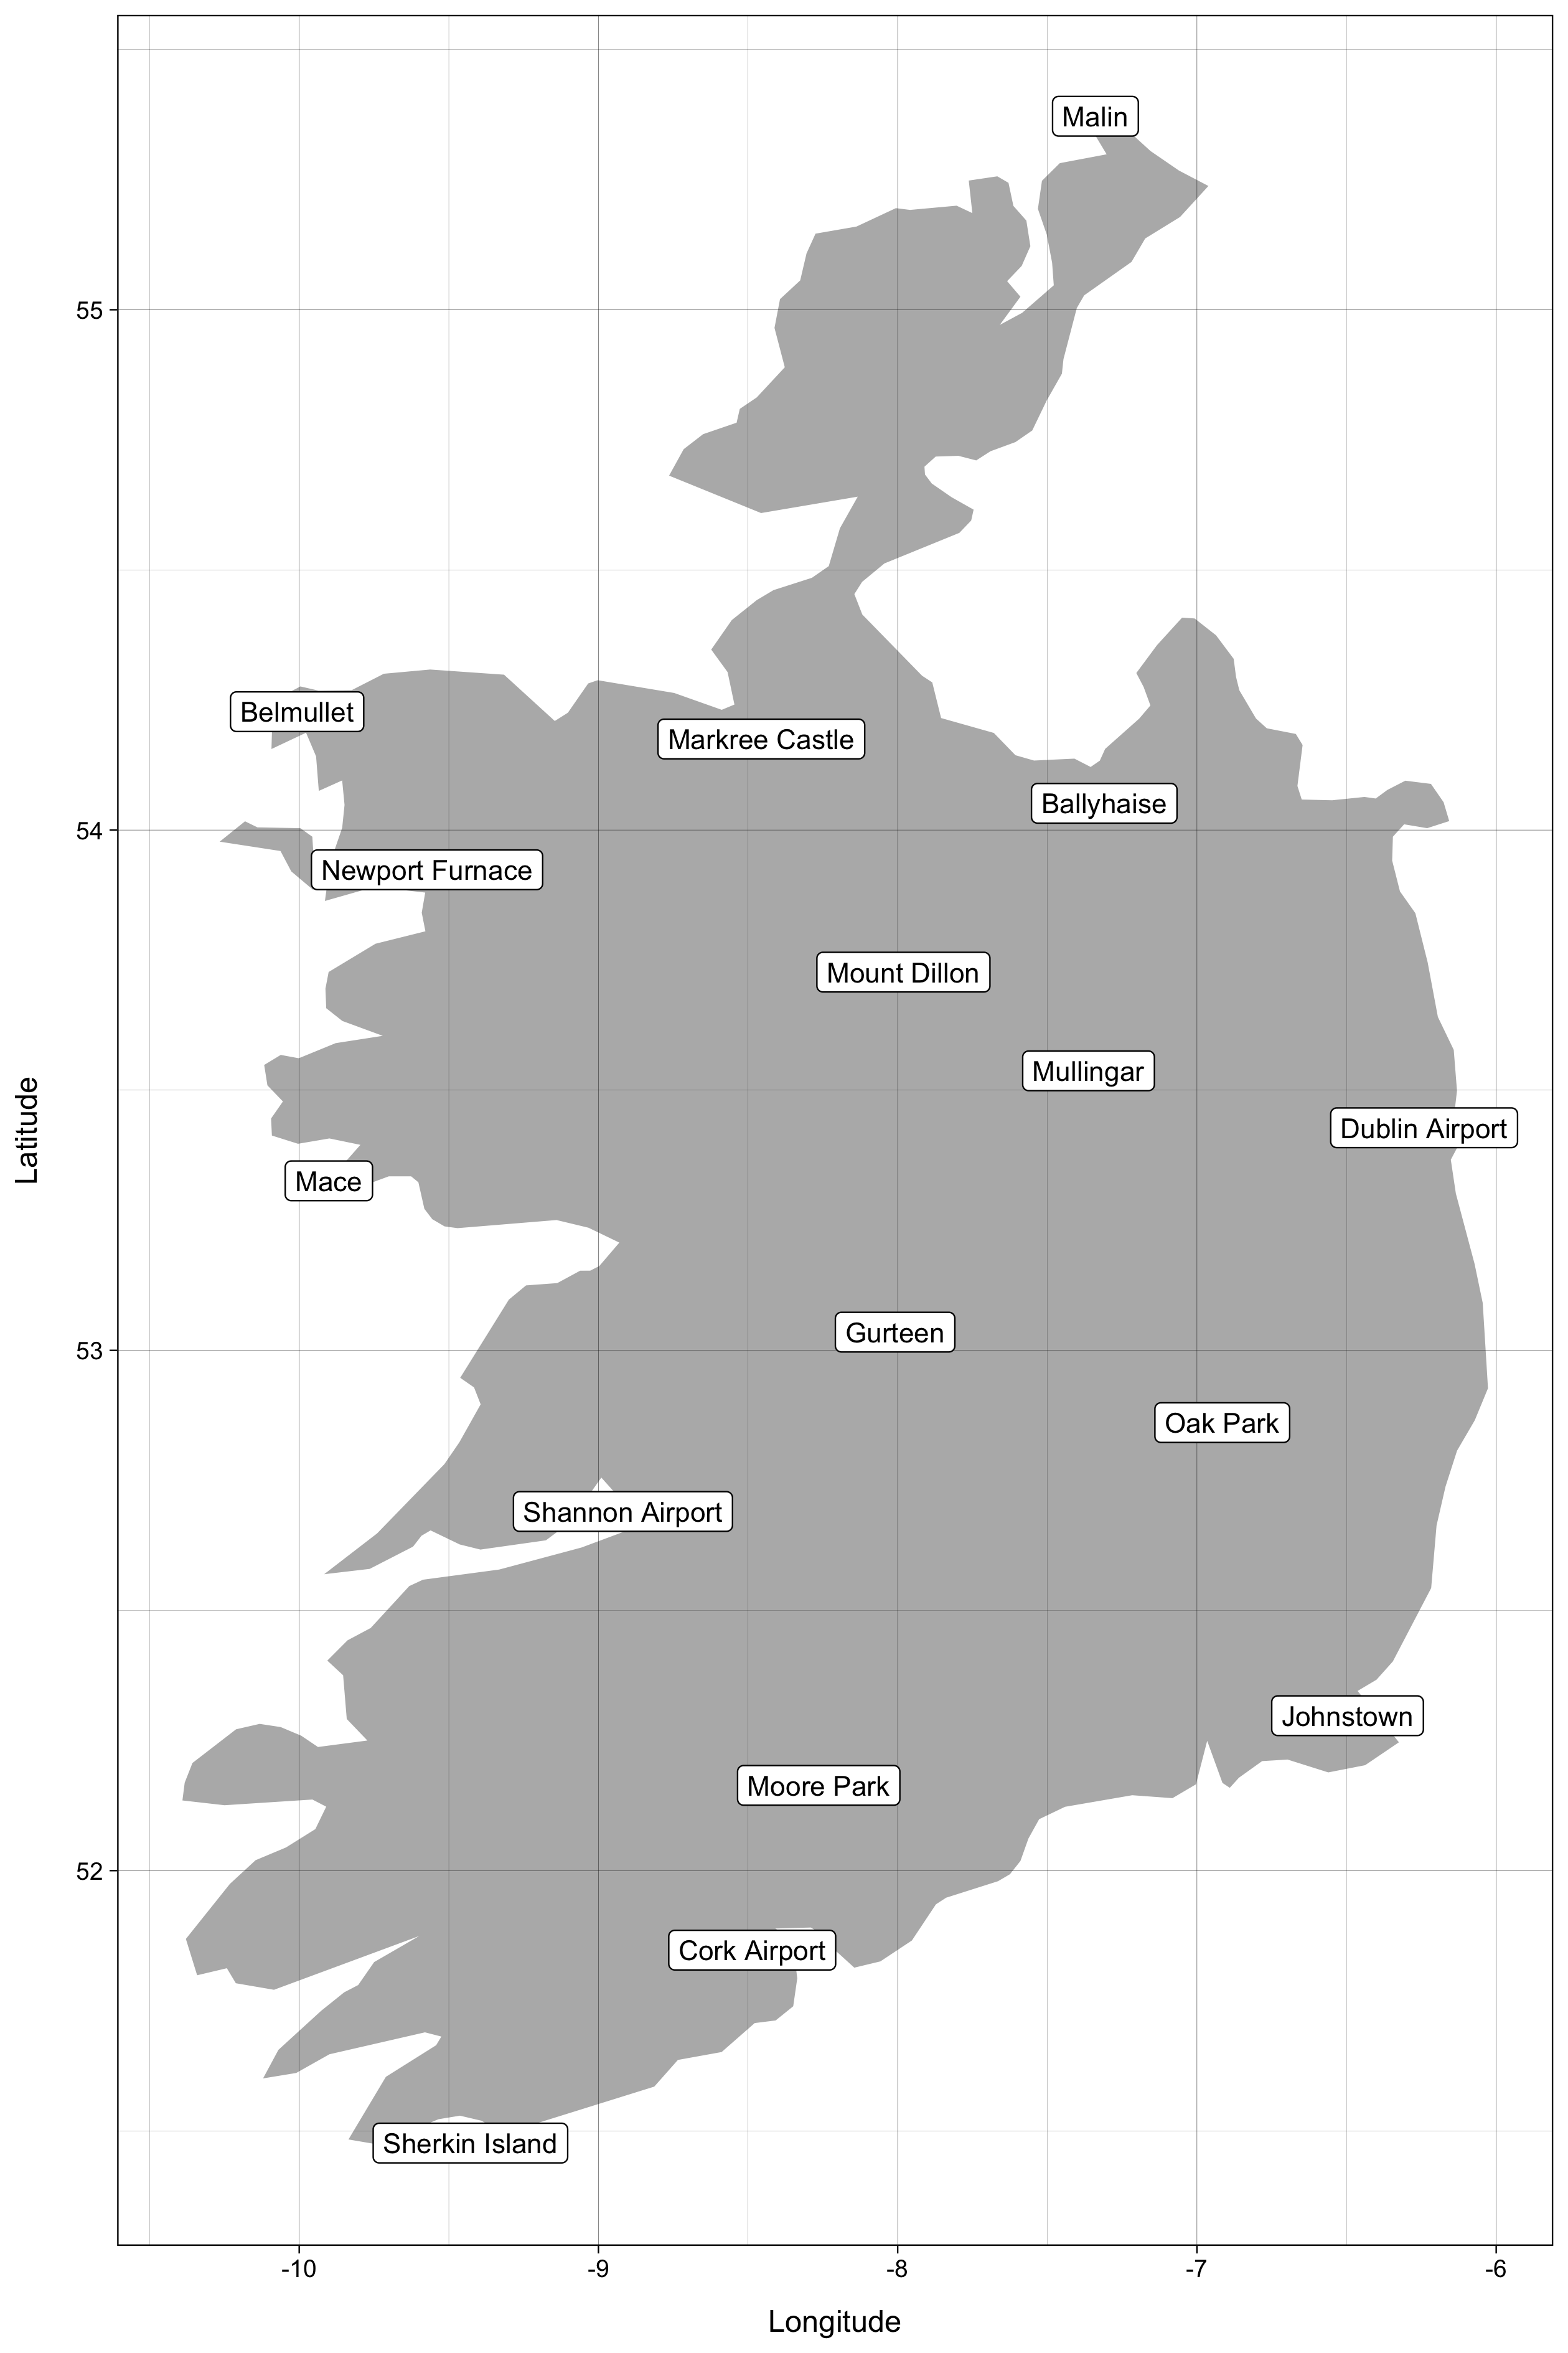 Malin
55
Belmullet
Markree Castle
Ballyhaise
54
Newport Furnace
Mount Dillon
Mullingar
Dublin Airport
Latitude
Mace
Gurteen
53
Oak Park
Shannon Airport
Johnstown
Moore Park
52
Cork Airport
Sherkin Island
-10
-9
-8
-7
-6
Longitude